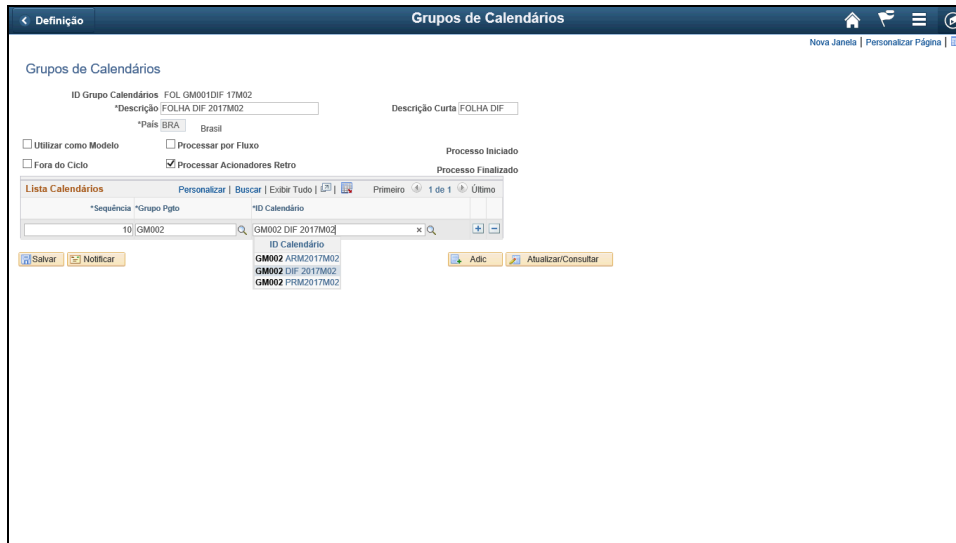 Definição
Grupos de Calendários
Nova Janela | Personalizar Página |
Grupos de Calendários
ID Grupo Calendários FOL GM001DIF 17M02
*Descrição FOLHA DIF 2017M02 Descrição Curta FOLHA DIF
*País BRA Brasil
Utilizar como Modelo Processar por Fluxo Processo Iniciado
Fora do Ciclo Processar Acionadores Retro Processo Finalizado
Lista Calendários Personalizar | Buscar | Exibir Tudo | | Primeiro 1 de 1 Último
*Sequência *Grupo Pgto *ID Calendário
10 GM002 GM002 DIF 2017M02 × + −
ID Calendário
GM002 ARM2017M02
GM002 DIF 2017M02
GM002 PRM2017M02
Salvar Notificar Adic Atualizar/Consultar